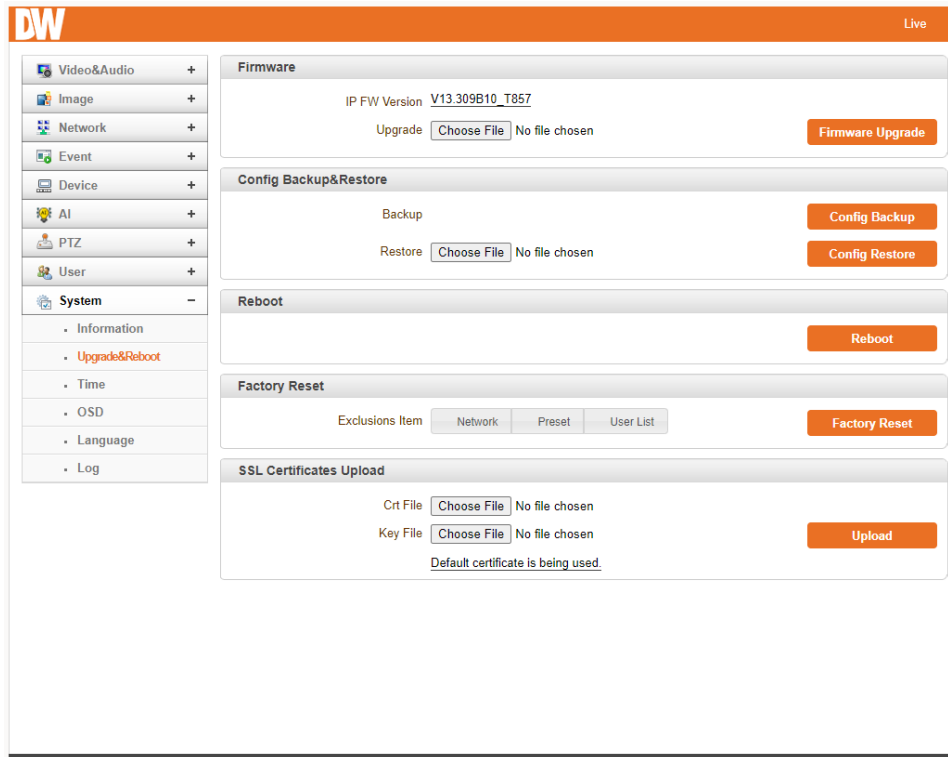 DW
Live
Video&Audio +
Image +
Network +
Event +
Device +
AI +
PTZ +
User +
System −
Information
Upgrade&Reboot
Time
OSD
Language
Log
Firmware
IP FW Version V13.309B10_T857
Upgrade Choose File No file chosen Firmware Upgrade
Config Backup&Restore
Backup Config Backup
Restore Choose File No file chosen Config Restore
Reboot
Reboot
Factory Reset
Exclusions Item Network Preset User List Factory Reset
SSL Certificates Upload
Crt File Choose File No file chosen
Key File Choose File No file chosen Upload
Default certificate is being used.